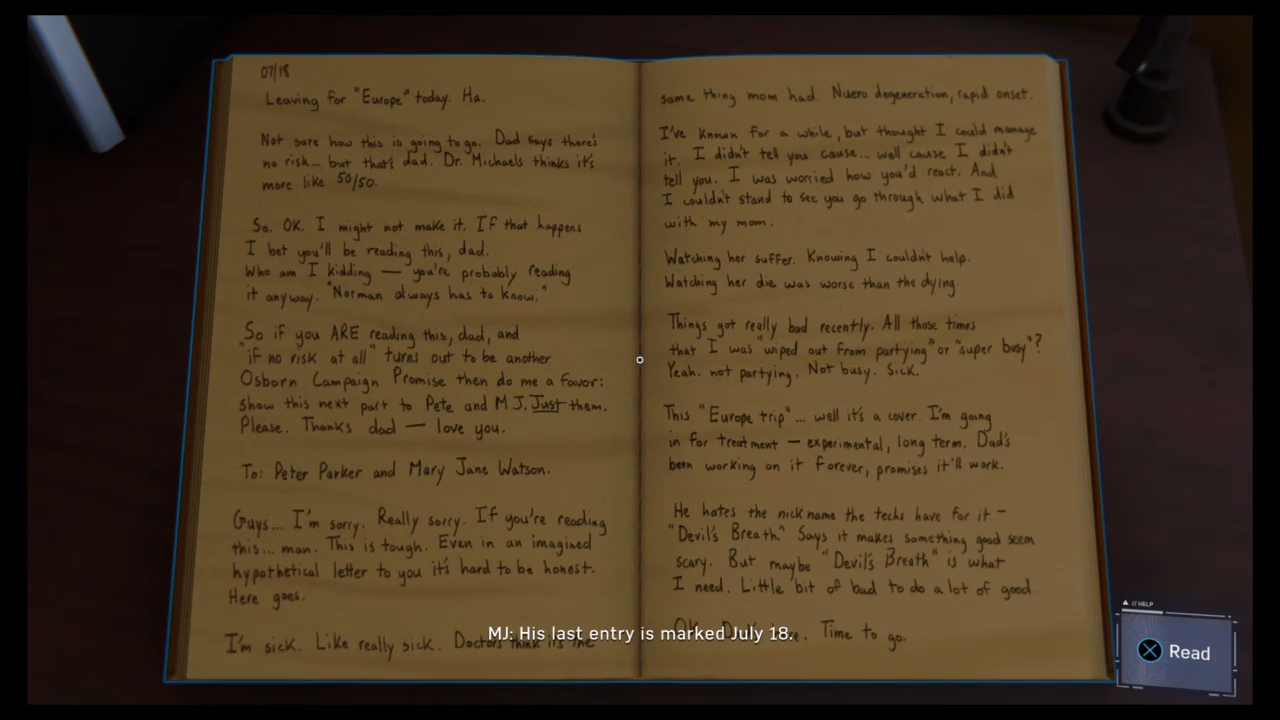 07/18
Leaving for "Europe" today. Ha.
Not sure how this is going to go. Dad says there's
no risk... but that's dad. Dr. Michaels thinks it's
more like 50/50.
So. OK. I might not make it. If that happens
I bet you'll be reading this, dad.
Who am I kidding — you're probably reading
it anyway. "Norman always has to know."
So if you ARE reading this, dad, and
"if no risk at all" turns out to be another
Osborn Campaign Promise then do me a favor:
show this next part to Pete and MJ. Just them.
Please. Thanks dad — love you.
To: Peter Parker and Mary Jane Watson.
Guys... I'm sorry. Really sorry. If you're reading
this... man. This is tough. Even in an imagined
hypothetical letter to you it's hard to be honest.
Here goes.
I'm sick. Like really sick. Doctors think it's the
same thing mom had. Nuero degeneration, rapid onset.
I've known for a while, but thought I could manage
it. I didn't tell you cause... well cause I didn't
tell you. I was worried how you'd react. And
I couldn't stand to see you go through what I did
with my mom.
Watching her suffer. Knowing I couldn't help.
Watching her die was worse than the dying.
Things got really bad recently. All those times
that I was "wiped out from partying" or "super busy"?
Yeah. not partying. Not busy. Sick.
This "Europe trip"... well it's a cover. I'm going
in for treatment — experimental, long term. Dad's
been working on it forever, promises it'll work.
He hates the nickname the techs have for it –
"Devil's Breath." Says it makes something good seem
scary. But maybe "Devil's Breath" is what
I need. Little bit of bad to do a lot of good.
OK. Time to go.
MJ: His last entry is marked July 18.
// HELP
Read